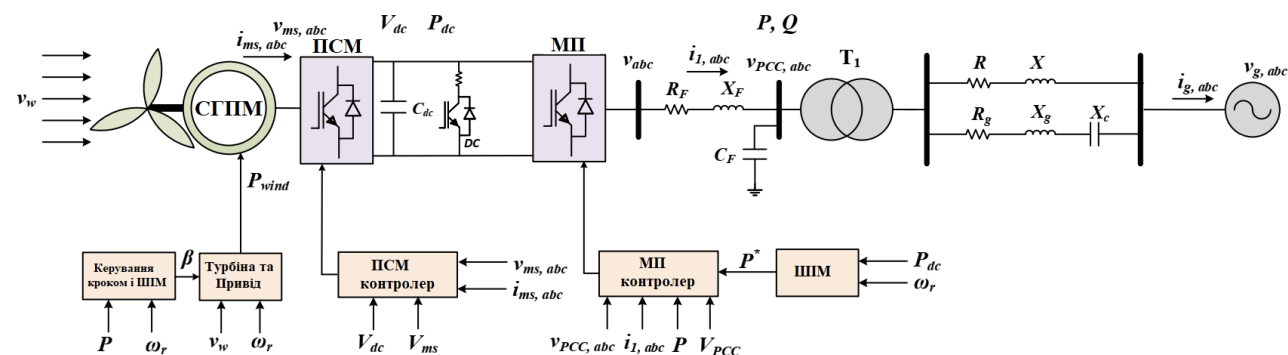 v_ms, abc
i_ms, abc
ПСМ
V_dc
P_dc
МП
P, Q
v_abc
i_1, abc
v_PCC, abc
T_1
R
X
i_g, abc
v_g, abc
v_w
СГПМ
C_dc
DC
R_F
X_F
R_g
X_g
X_c
C_F
P_wind
Керування
кроком і ШІМ
β
Турбіна та
Привід
ПСМ
контролер
v_ms, abc
i_ms, abc
МП
контролер
P*
ШІМ
P_dc
ω_r
P
ω_r
v_w
ω_r
V_dc
V_ms
v_PCC, abc
i_1, abc
P
V_PCC